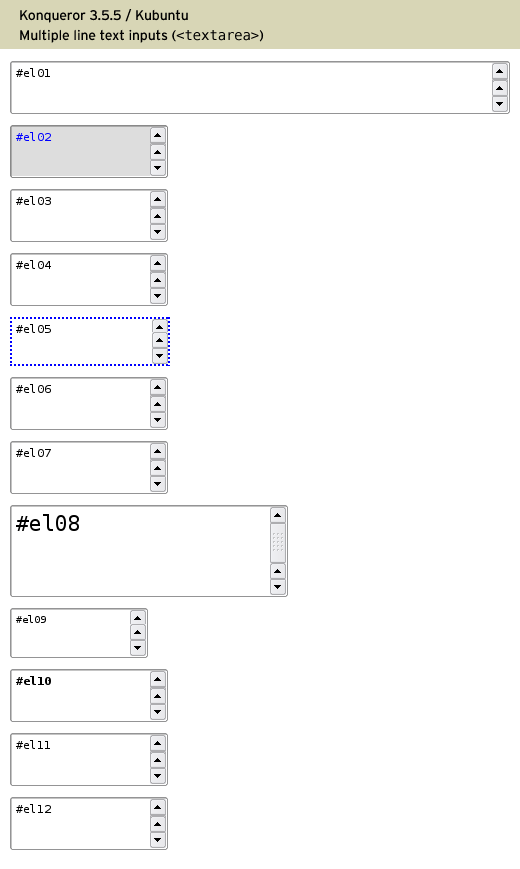 Konqueror 3.5.5 / Kubuntu
Multiple line text inputs (<textarea>)
#el01
#el02
#el03
#el04
#el05
#el06
#el07
#el08
#el09
#el10
#el11
#el12